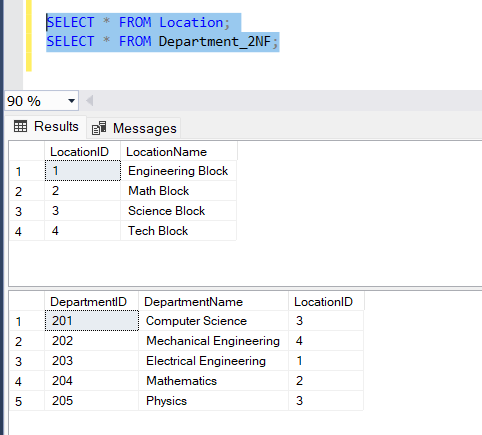 SELECT * FROM Location;
SELECT * FROM Department_2NF;
90 %
Results Messages
LocationID LocationName
1 1 Engineering Block
2 2 Math Block
3 3 Science Block
4 4 Tech Block
DepartmentID DepartmentName LocationID
1 201 Computer Science 3
2 202 Mechanical Engineering 4
3 203 Electrical Engineering 1
4 204 Mathematics 2
5 205 Physics 3